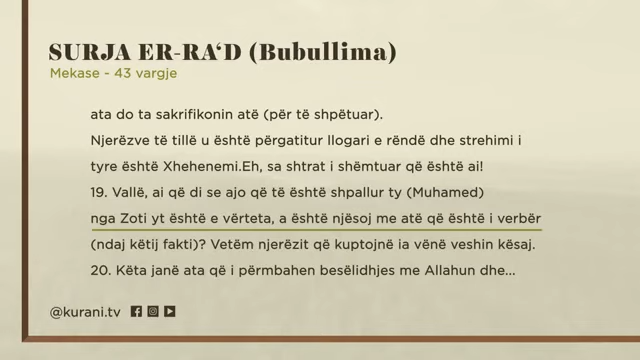 SURJA ER-RA‘D (Bubullima)
Mekase - 43 vargje
ata do ta sakrifikonin atë (për të shpëtuar).
Njerëzve të tillë u është përgatitur llogari e rëndë dhe strehimi i
tyre është Xhehenemi.Eh, sa shtrat i shëmtuar që është ai!
19. Vallë, ai që di se ajo që të është shpallur ty (Muhamed)
nga Zoti yt është e vërteta, a është njësoj me atë që është i verbër
(ndaj këtij fakti)? Vetëm njerëzit që kuptojnë ia vënë veshin kësaj.
20. Këta janë ata që i përmbahen besëlidhjes me Allahun dhe...
@kurani.tv